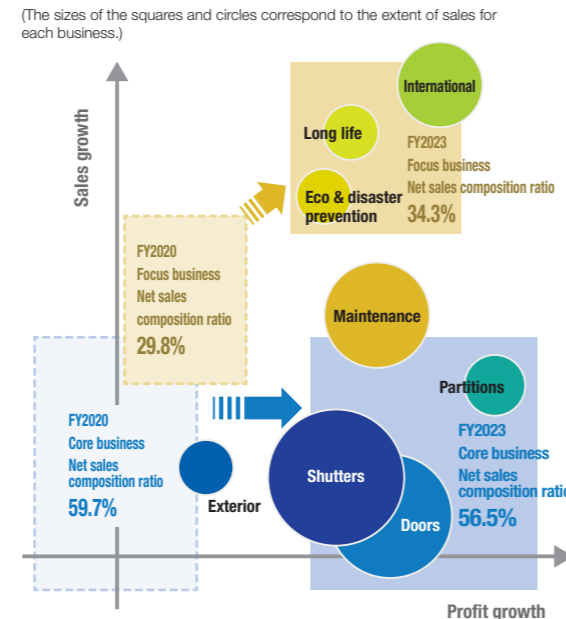 (The sizes of the squares and circles correspond to the extent of sales for
each business.)
Sales growth
International
Long life
Eco & disaster
prevention
FY2023
Focus business
Net sales composition ratio
34.3%
FY2020
Focus business
Net sales
composition ratio
29.8%
Maintenance
Partitions
FY2020
Core business
Net sales
composition ratio
59.7%
Exterior
Shutters
Doors
FY2023
Core business
Net sales
composition ratio
56.5%
Profit growth